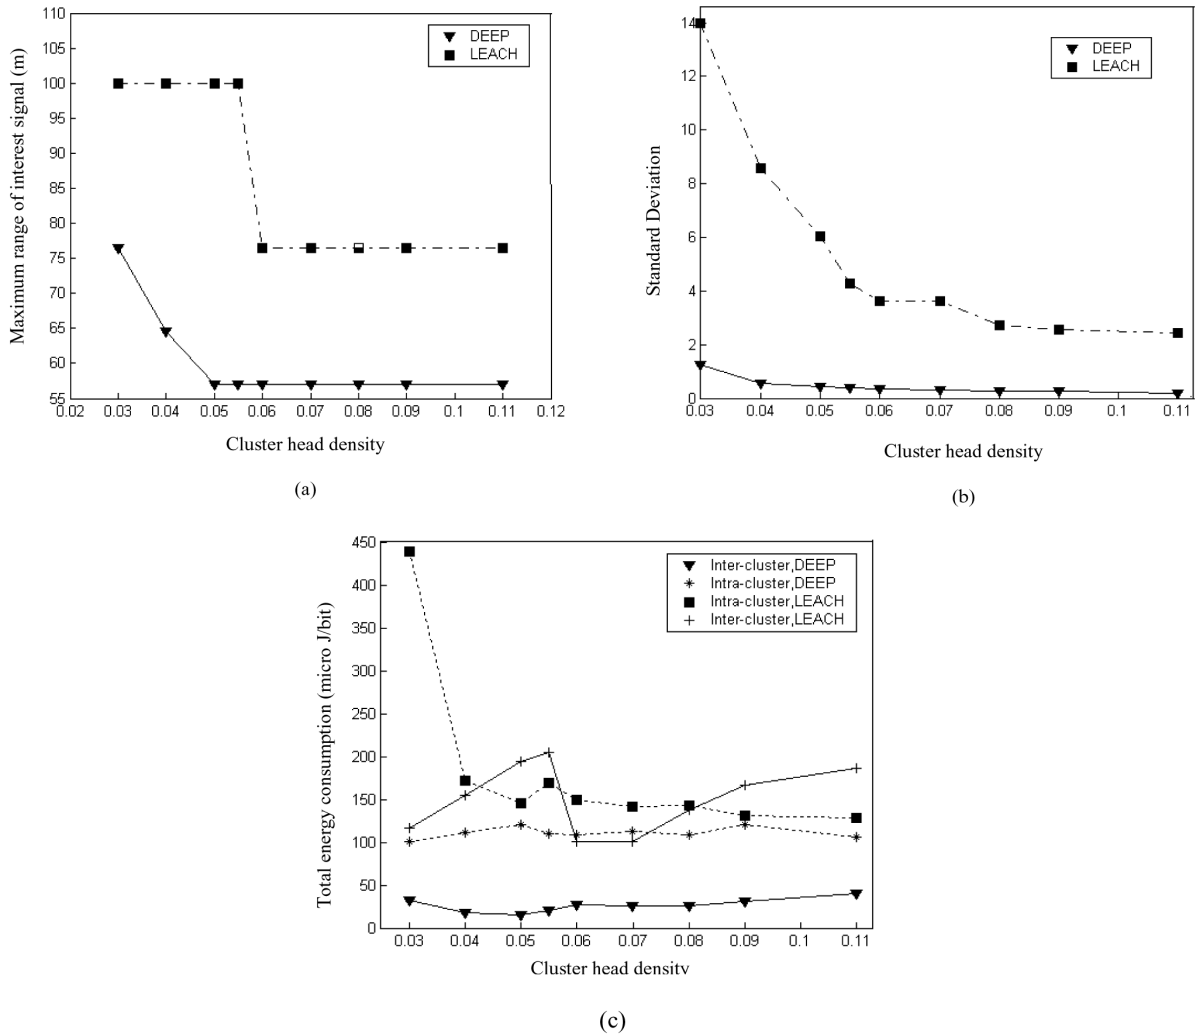 110
105
100
95
90
85
80
75
70
65
60
55
Maximum range of interest signal (m)
DEEP
LEACH
0.02 0.03 0.04 0.05 0.06 0.07 0.08 0.09 0.1 0.11 0.12
Cluster head density
(a)
14
12
10
8
6
4
2
0
Standard Deviation
DEEP
LEACH
0.03 0.04 0.05 0.06 0.07 0.08 0.09 0.1 0.11
Cluster head density
(b)
450
400
350
300
250
200
150
100
50
0
Total energy consumption (micro J/bit)
Inter-cluster,DEEP
Intra-cluster,DEEP
Intra-cluster,LEACH
Inter-cluster,LEACH
0.03 0.04 0.05 0.06 0.07 0.08 0.09 0.1 0.11
Cluster head density
(c)